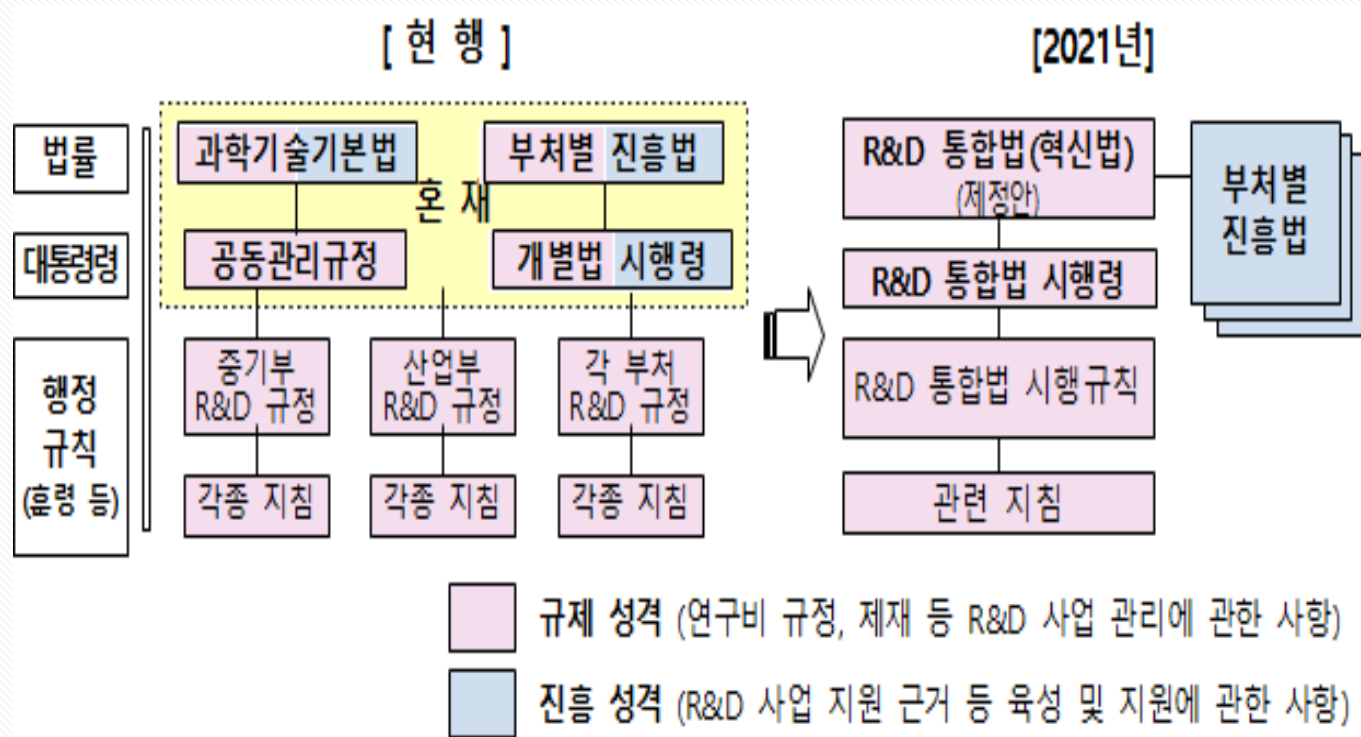 [ 현 행 ]
[2021년]
법률
과학기술기본법
부처별 진흥법
혼 재
대통령령
공동관리규정
개별법 시행령
행정
규칙
(훈령 등)
중기부
R&D 규정
산업부
R&D 규정
각 부처
R&D 규정
각종 지침
각종 지침
각종 지침
R&D 통합법(혁신법)
(제정안)
부처별
진흥법
R&D 통합법 시행령
R&D 통합법 시행규칙
관련 지침
규제 성격 (연구비 규정, 제재 등 R&D 사업 관리에 관한 사항)
진흥 성격 (R&D 사업 지원 근거 등 육성 및 지원에 관한 사항)